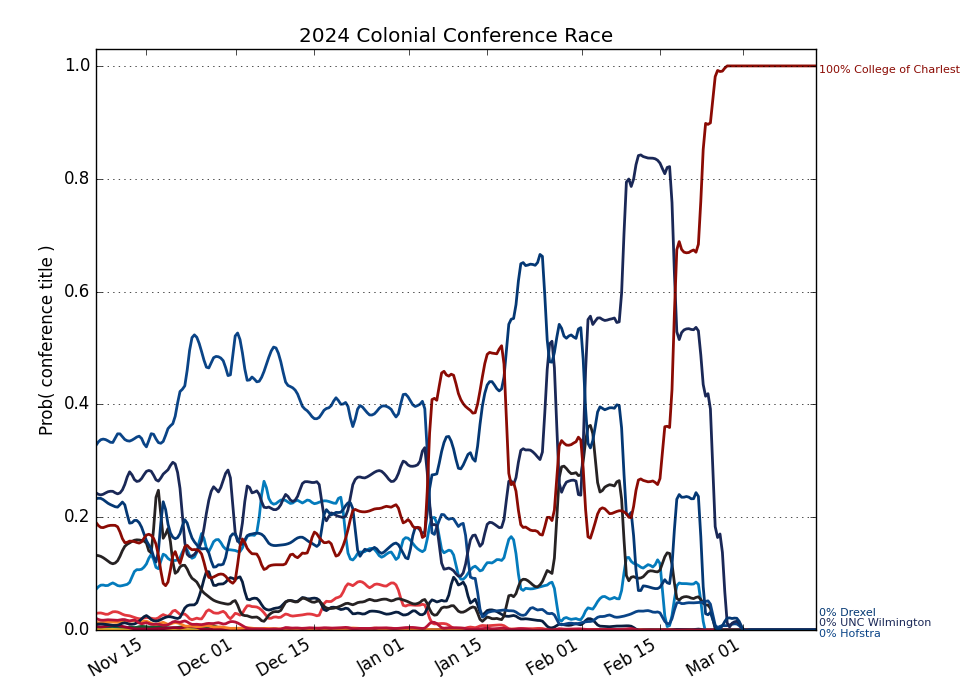 2024 Colonial Conference Race
Prob( conference title )
1.0
0.8
0.6
0.4
0.2
0.0
Nov 15
Dec 01
Dec 15
Jan 01
Jan 15
Feb 01
Feb 15
Mar 01
100% College of Charlest
0% Drexel
0% UNC Wilmington
0% Hofstra